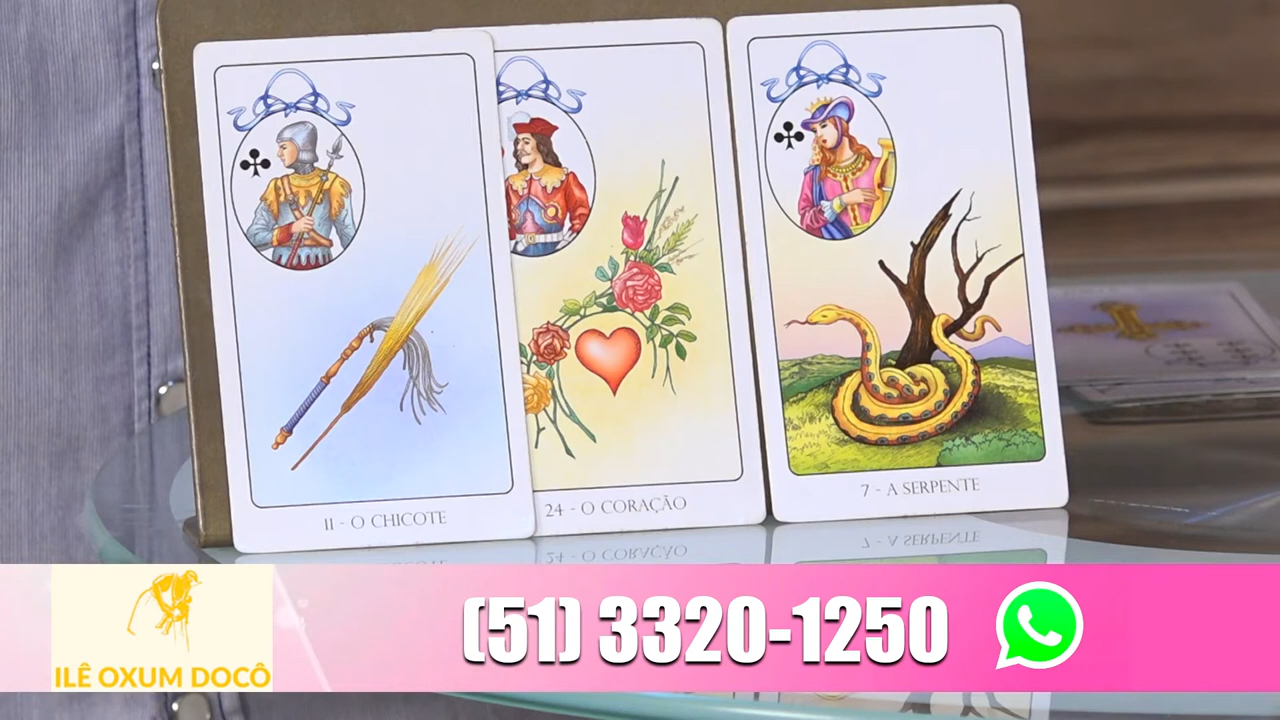 11 - O CHICOTE
24 - O CORAÇÃO
7 - A SERPENTE
ILÊ OXUM DOCÔ
(51) 3320-1250